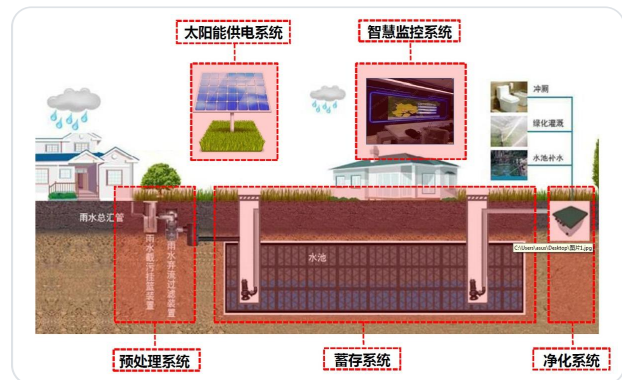 太阳能供电系统
智慧监控系统
冲厕
绿化灌溉
水池补水
雨水总汇管
雨水截污挂篮装置
雨水弃流过滤装置
水池
C:\Users\asus\Desktop\图片1.jpg
预处理系统
蓄存系统
净化系统